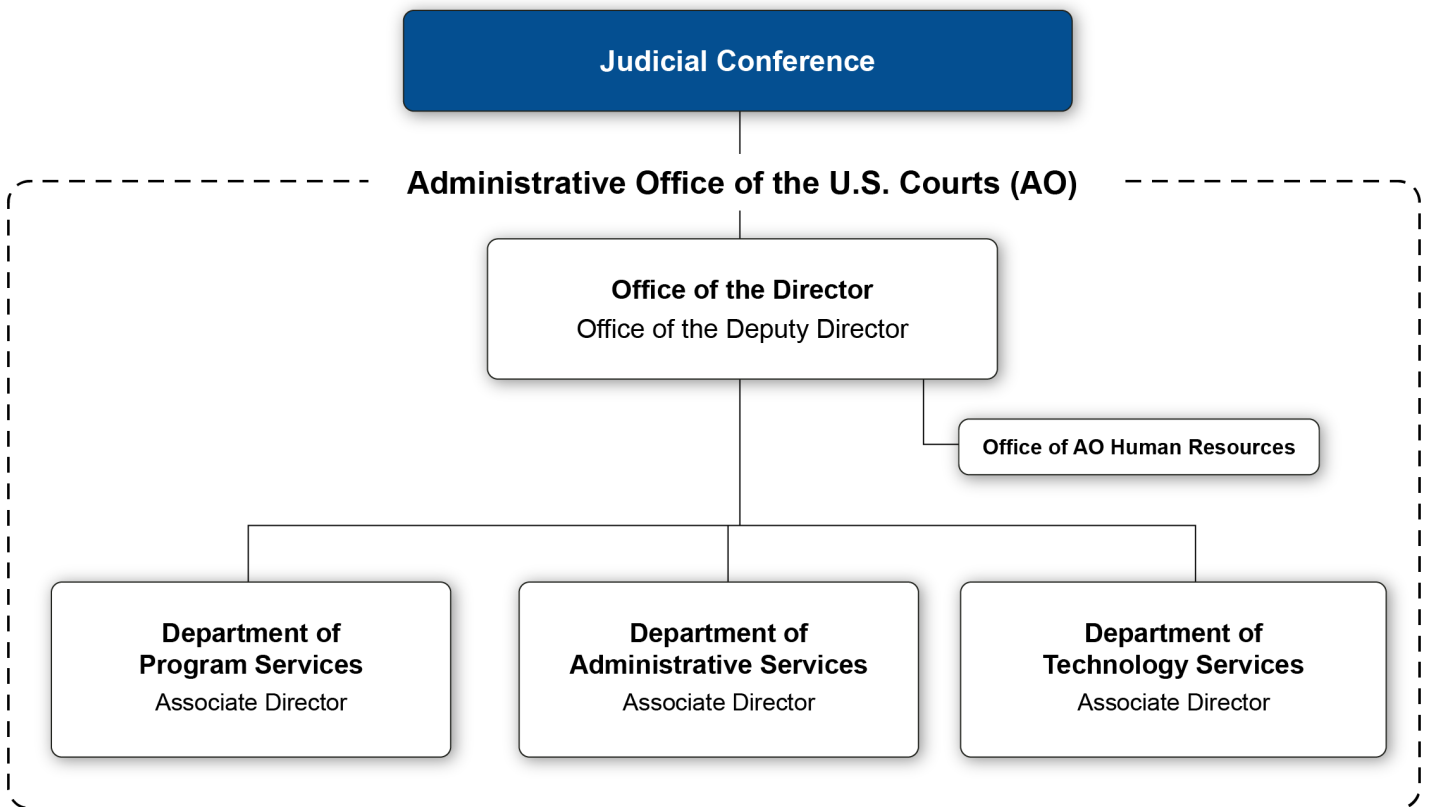 Judicial Conference
Administrative Office of the U.S. Courts (AO)
Office of the Director
Office of the Deputy Director
Office of AO Human Resources
Department of
Program Services
Associate Director
Department of
Administrative Services
Associate Director
Department of
Technology Services
Associate Director